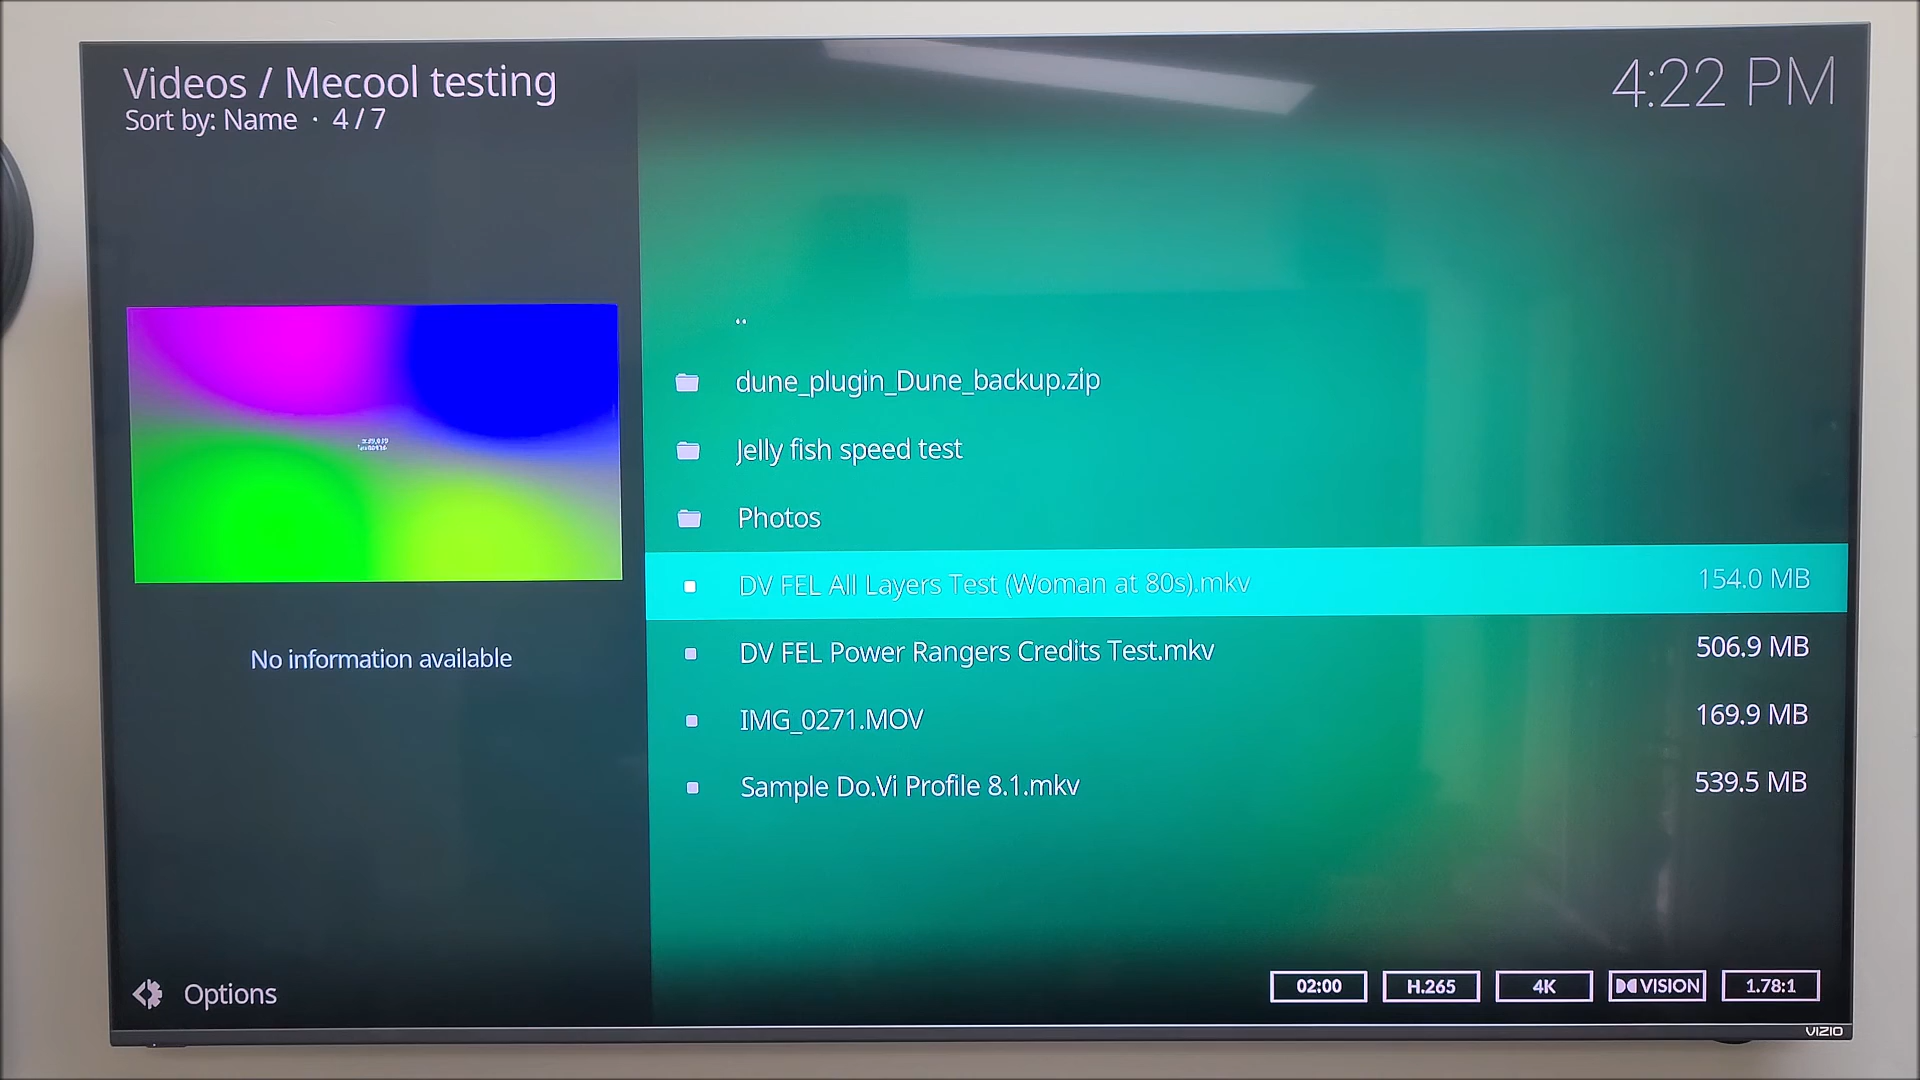 Videos / Mecool testing
Sort by: Name · 4 / 7
4:22 PM
..
dune_plugin_Dune_backup.zip
Jelly fish speed test
Photos
DV FEL All Layers Test (Woman at 80s).mkv 154.0 MB
DV FEL Power Rangers Credits Test.mkv 506.9 MB
IMG_0271.MOV 169.9 MB
Sample Do.Vi Profile 8.1.mkv 539.5 MB
No information available
Options
02:00 H.265 4K VISION 1.78:1
VIZIO